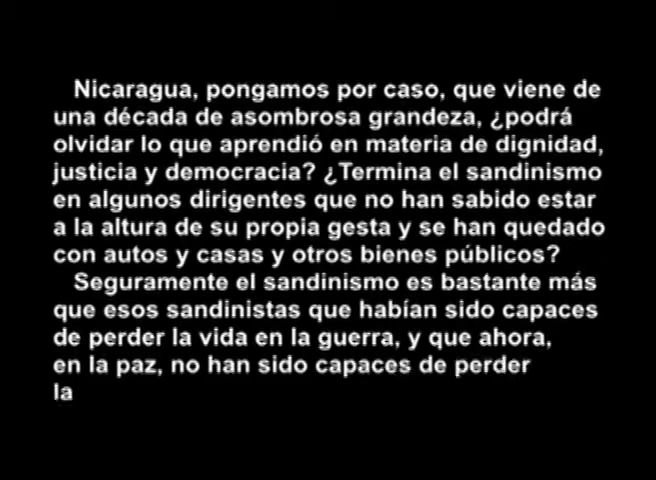 Nicaragua, pongamos por caso, que viene de
una década de asombrosa grandeza, ¿podrá
olvidar lo que aprendió en materia de dignidad,
justicia y democracia? ¿Termina el sandinismo
en algunos dirigentes que no han sabido estar
a la altura de su propia gesta y se han quedado
con autos y casas y otros bienes públicos?
Seguramente el sandinismo es bastante más
que esos sandinistas que habían sido capaces
de perder la vida en la guerra, y que ahora,
en la paz, no han sido capaces de perder
la